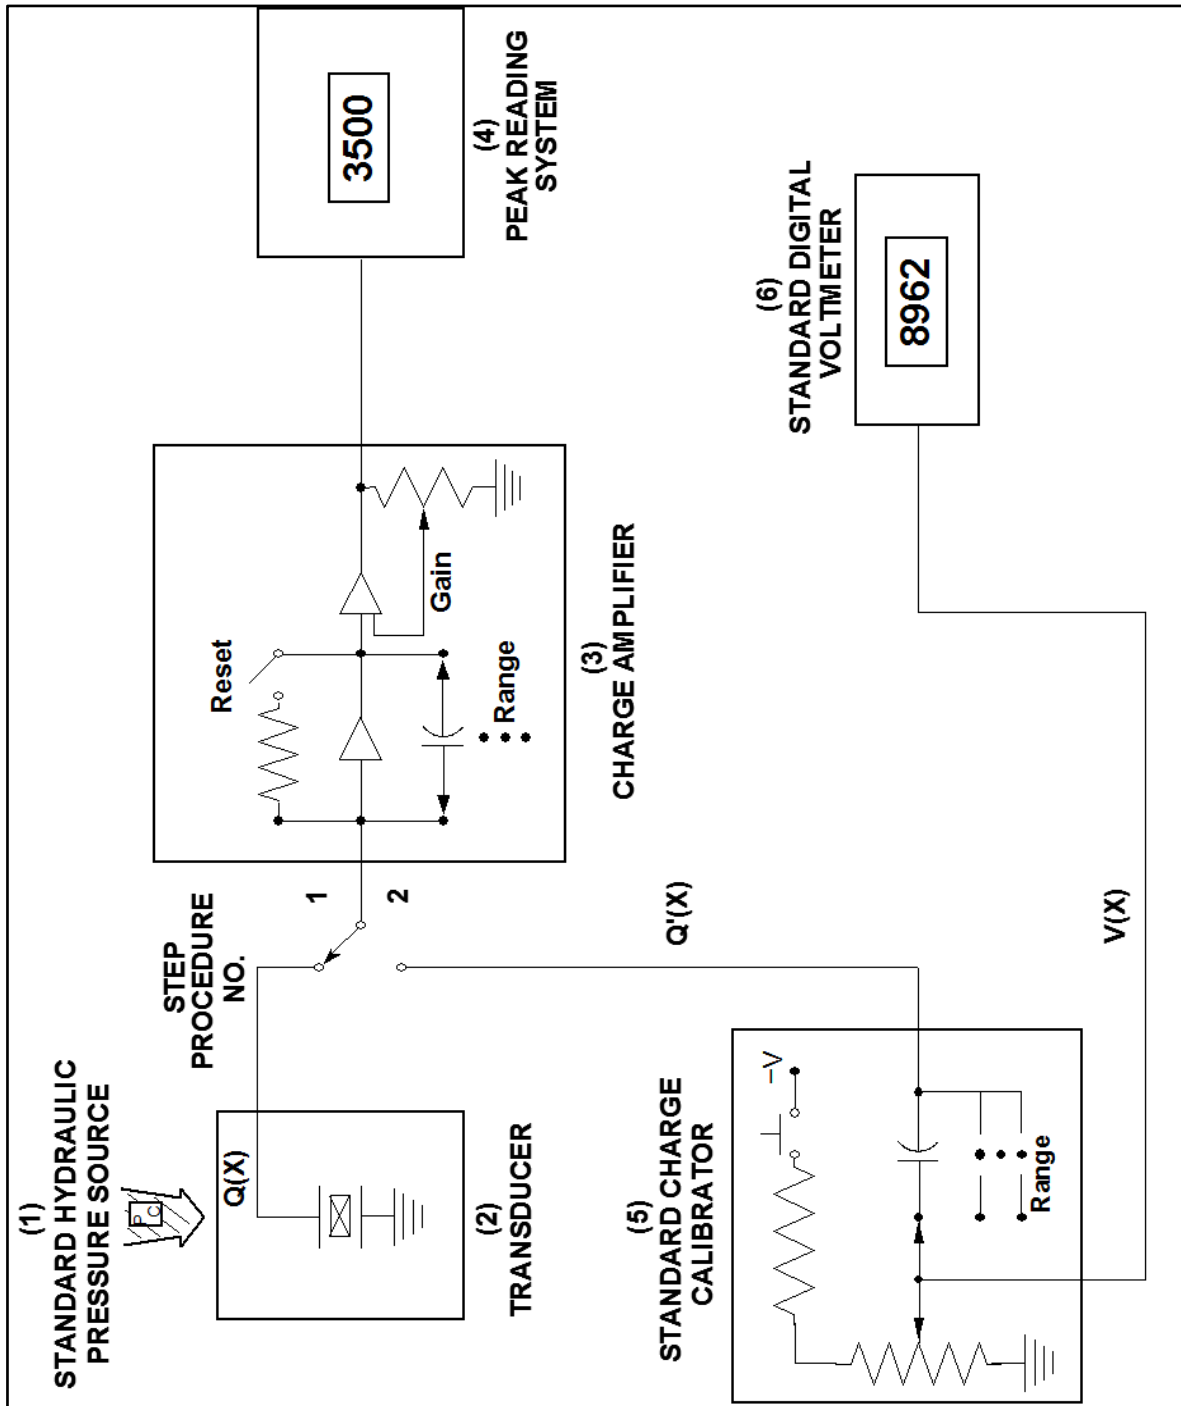 (1)
STANDARD HYDRAULIC
PRESSURE SOURCE
PC
Q(X)
(2)
TRANSDUCER
STEP
PROCEDURE
NO.
1
2
Reset
Range
Gain
(3)
CHARGE AMPLIFIER
3500
(4)
PEAK READING
SYSTEM
Q'(X)
–V
Range
(5)
STANDARD CHARGE
CALIBRATOR
V(X)
(6)
STANDARD DIGITAL
VOLTMETER
8962